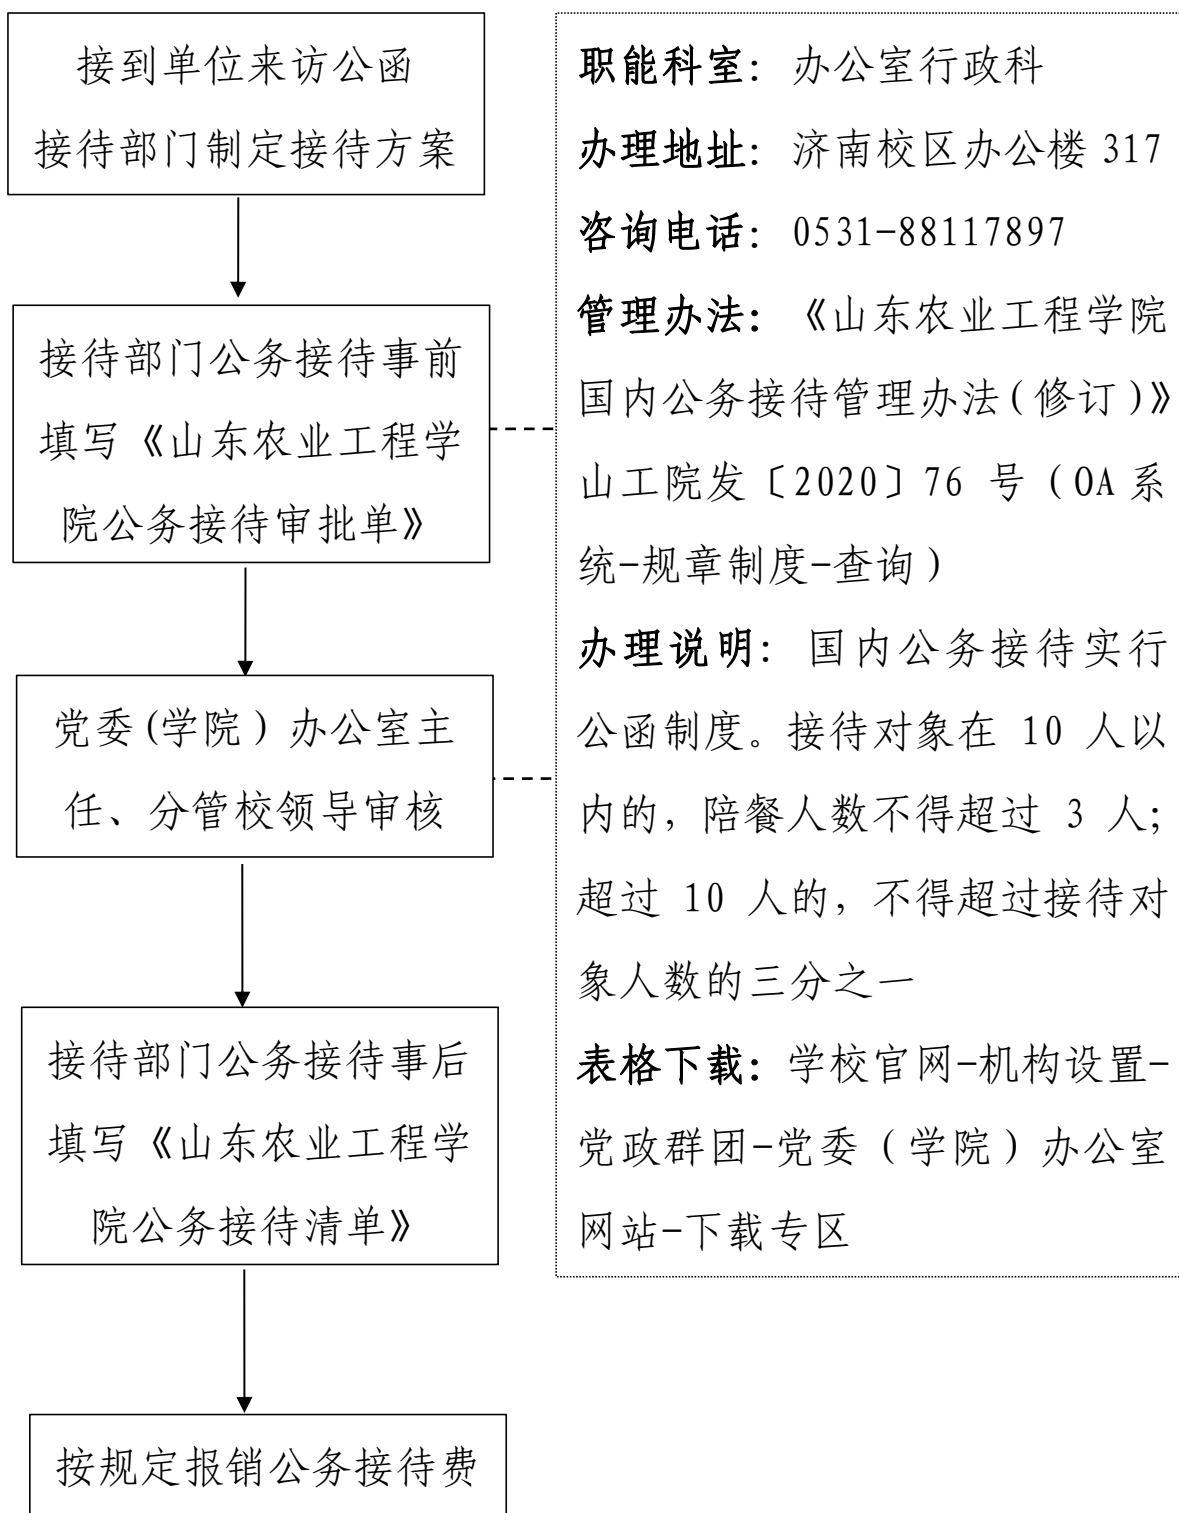 接到单位来访公函
接待部门制定接待方案
接待部门公务接待事前
填写《山东农业工程学
院公务接待审批单》
党委(学院）办公室主
任、分管校领导审核
接待部门公务接待事后
填写《山东农业工程学
院公务接待清单》
按规定报销公务接待费
职能科室：办公室行政科
办理地址：济南校区办公楼 317
咨询电话：0531-88117897
管理办法：《山东农业工程学院
国内公务接待管理办法(修订)》
山工院发〔2020〕76 号（OA 系
统-规章制度-查询）
办理说明：国内公务接待实行
公函制度。接待对象在 10 人以
内的，陪餐人数不得超过 3 人；
超过 10 人的，不得超过接待对
象人数的三分之一
表格下载：学校官网-机构设置-
党政群团-党委（学院）办公室
网站-下载专区